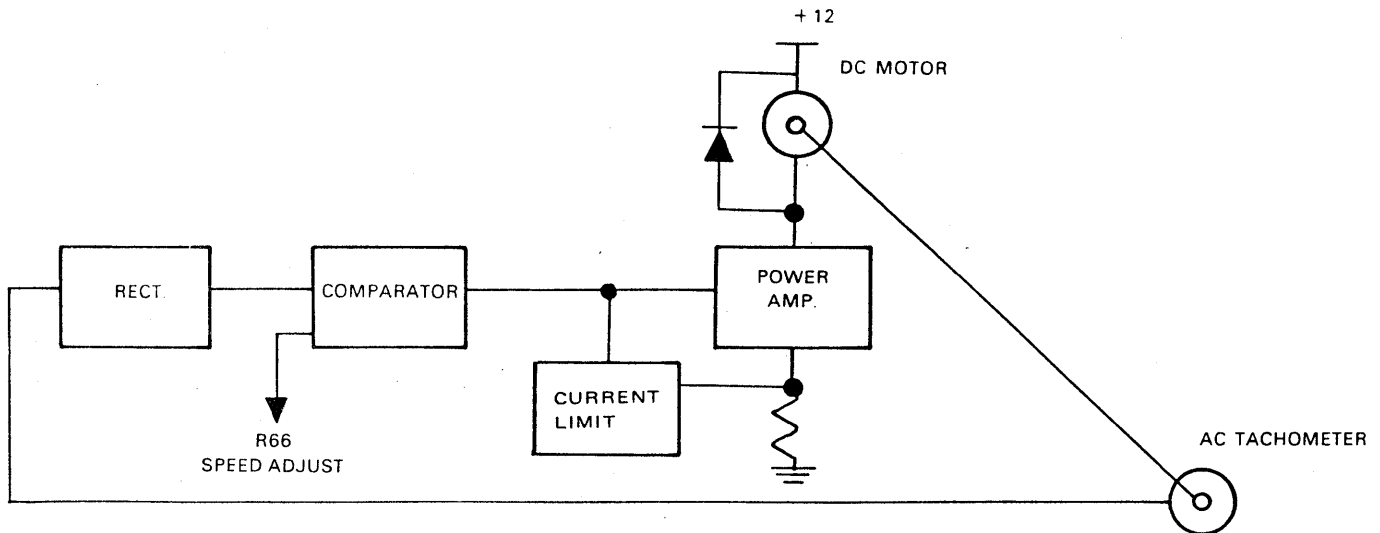 + 12
DC MOTOR
RECT.
COMPARATOR
POWER
AMP.
CURRENT
LIMIT
R66
SPEED ADJUST
AC TACHOMETER